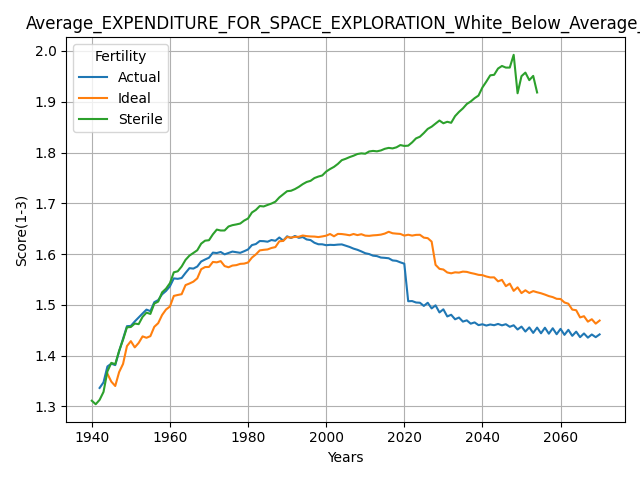 Average_EXPENDITURE_FOR_SPACE_EXPLORATION_White_Below_Average_
Fertility
Actual
Ideal
Sterile
Score(1-3)
2.0
1.9
1.8
1.7
1.6
1.5
1.4
1.3
1940 1960 1980 2000 2020 2040 2060
Years